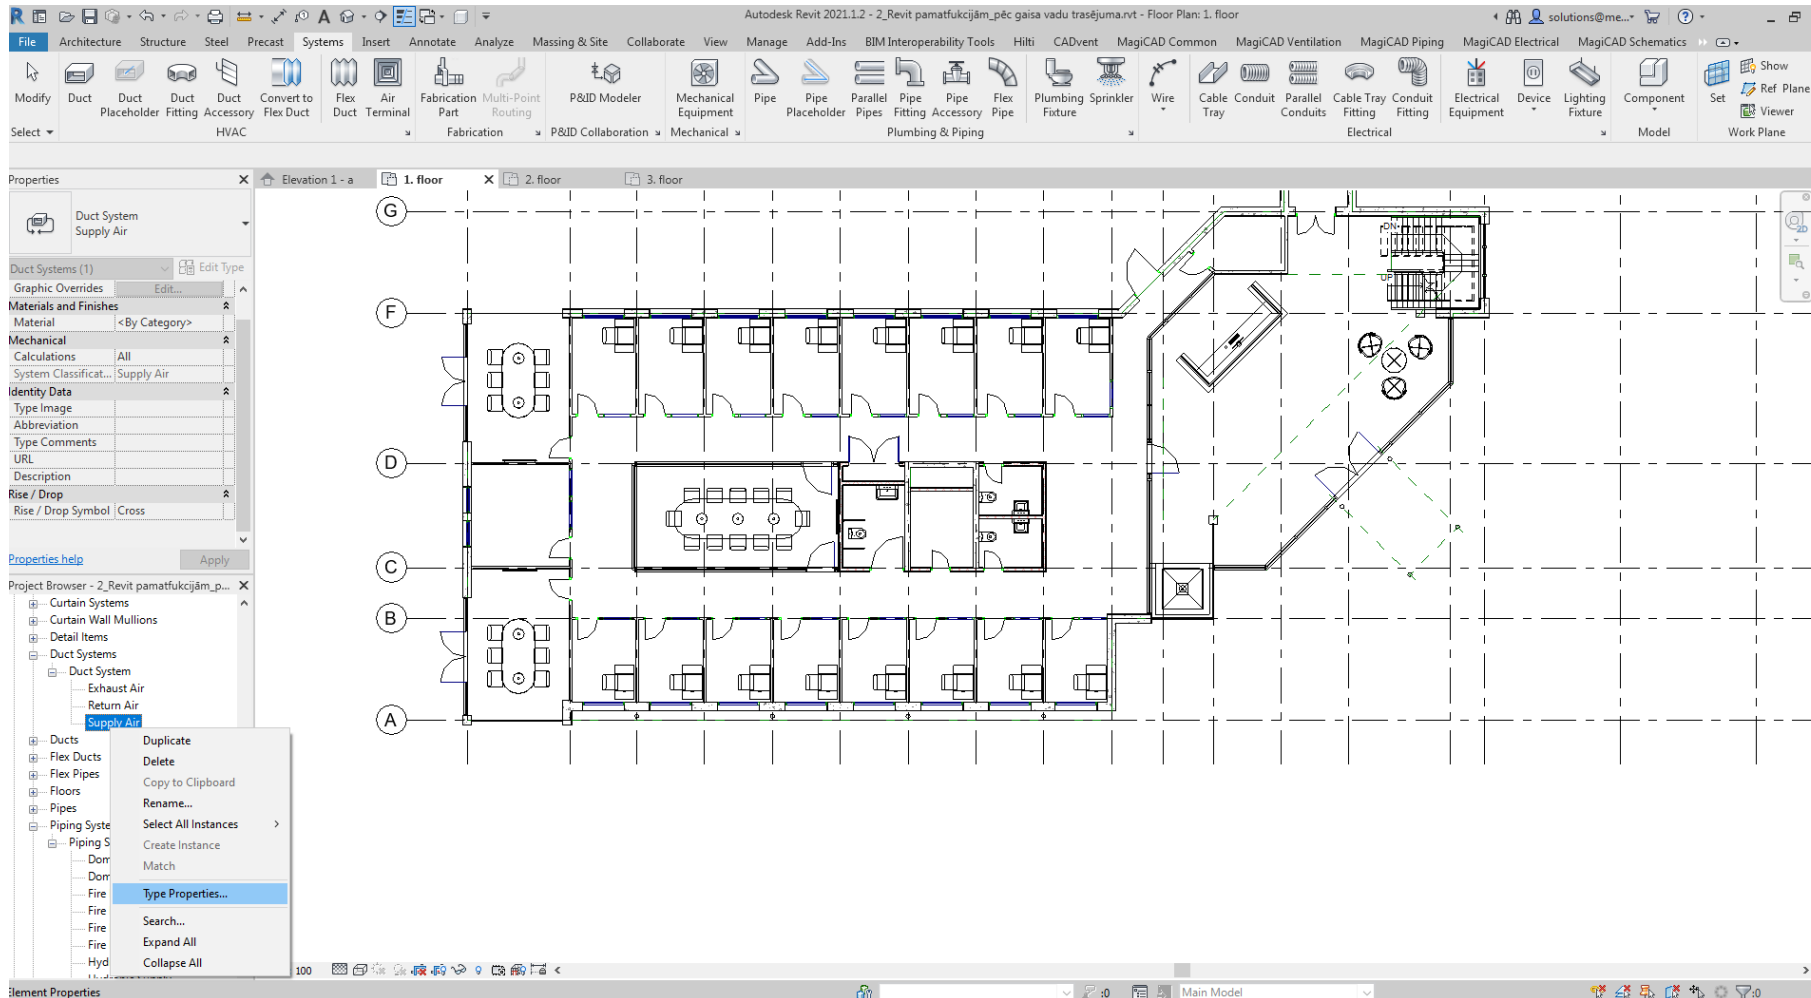 Autodesk Revit 2021.1.2 - 2_Revit pamatfukcijām_pēc gaisa vadu trasējuma.rvt - Floor Plan: 1. floor
solutions@me...
File Architecture Structure Steel Precast Systems Insert Annotate Analyze Massing & Site Collaborate View Manage Add-Ins BIM Interoperability Tools Hilti CADvent MagiCAD Common MagiCAD Ventilation MagiCAD Piping MagiCAD Electrical MagiCAD Schematics
Modify Duct Duct Placeholder Duct Fitting Duct Accessory Convert to Flex Duct Flex Duct Air Terminal Fabrication Part Multi-Point Routing P&ID Modeler Mechanical Equipment Pipe Pipe Placeholder Parallel Pipes Pipe Fitting Pipe Accessory Flex Pipe Plumbing Fixture Sprinkler Wire Cable Tray Conduit Parallel Conduits Cable Tray Fitting Conduit Fitting Electrical Equipment Device Lighting Fixture Component Set
Show
Ref Plane
Viewer
Select HVAC Fabrication P&ID Collaboration Mechanical Plumbing & Piping Electrical Model Work Plane
Properties
Elevation 1 - a 1. floor 2. floor 3. floor
Duct System
Supply Air
Duct Systems (1) Edit Type
Graphic Overrides Edit...
Materials and Finishes
Material <By Category>
Mechanical
Calculations All
System Classificat... Supply Air
Identity Data
Type Image
Abbreviation
Type Comments
URL
Description
Rise / Drop
Rise / Drop Symbol Cross
Properties help Apply
Project Browser - 2_Revit pamatfukcijām_p...
Curtain Systems
Curtain Wall Mullions
Detail Items
Duct Systems
Duct System
Exhaust Air
Return Air
Supply Air
Ducts
Flex Ducts
Flex Pipes
Floors
Pipes
Piping Syste
Piping S
Dom
Dom
Fire
Fire
Fire
Fire
Hyd
Duplicate
Delete
Copy to Clipboard
Rename...
Select All Instances
Create Instance
Match
Type Properties...
Search...
Expand All
Collapse All
G
F
D
C
B
A
DN
UP
2D
100
Element Properties
:0
Main Model
:0